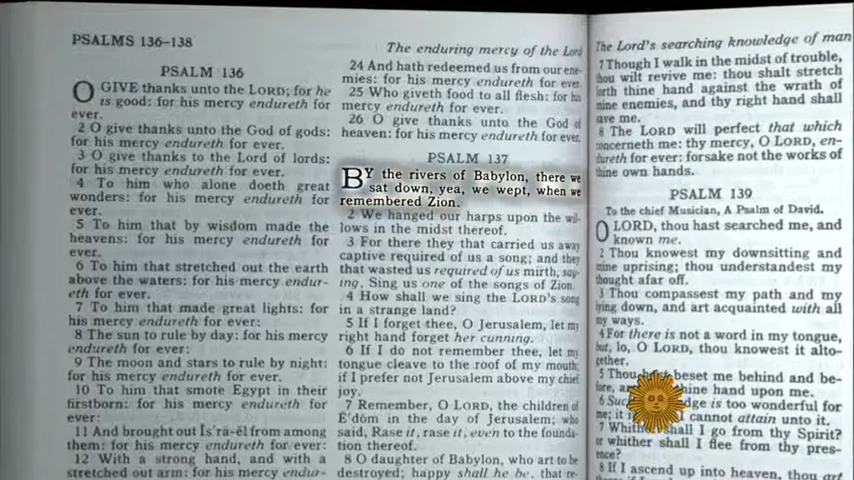 PSALMS 136–138
PSALM 136
O GIVE thanks unto the LORD; for he
is good: for his mercy endureth for
ever.
2 O give thanks unto the God of gods:
for his mercy endureth for ever.
3 O give thanks to the Lord of lords:
for his mercy endureth for ever.
4 To him who alone doeth great
wonders: for his mercy endureth for
ever.
5 To him that by wisdom made the
heavens: for his mercy endureth for
ever.
6 To him that stretched out the earth
above the waters: for his mercy endur-
eth for ever.
7 To him that made great lights: for
his mercy endureth for ever:
8 The sun to rule by day: for his mercy
endureth for ever:
9 The moon and stars to rule by night:
for his mercy endureth for ever.
10 To him that smote Egypt in their
firstborn: for his mercy endureth for
ever:
11 And brought out Is'ra-el from among
them: for his mercy endureth for ever:
12 With a strong hand, and with a
stretched out arm: for his mercy endur-
The enduring mercy of the Lord
24 And hath redeemed us from our ene-
mies: for his mercy endureth for ever.
25 Who giveth food to all flesh: for his
mercy endureth for ever.
26 O give thanks unto the God of
heaven: for his mercy endureth for ever.
PSALM 137
BY the rivers of Babylon, there we
sat down, yea, we wept, when we
remembered Zion.
2 We hanged our harps upon the wil-
lows in the midst thereof.
3 For there they that carried us away
captive required of us a song; and they
that wasted us required of us mirth, say-
ing, Sing us one of the songs of Zion.
4 How shall we sing the LORD's song
in a strange land?
5 If I forget thee, O Jerusalem, let my
right hand forget her cunning.
6 If I do not remember thee, let my
tongue cleave to the roof of my mouth;
if I prefer not Jerusalem above my chief
joy.
7 Remember, O LORD, the children of
E'dom in the day of Jerusalem; who
said, Rase it, rase it, even to the founda-
tion thereof.
8 O daughter of Babylon, who art to be
destroyed; happy shall he be, that re-
The Lord's searching knowledge of man
7 Though I walk in the midst of trouble,
thou wilt revive me: thou shalt stretch
forth thine hand against the wrath of
mine enemies, and thy right hand shall
save me.
8 The LORD will perfect that which
concerneth me: thy mercy, O LORD, en-
dureth for ever: forsake not the works of
thine own hands.
PSALM 139
To the chief Musician, A Psalm of David.
O LORD, thou hast searched me, and
known me.
2 Thou knowest my downsitting and
mine uprising; thou understandest my
thought afar off.
3 Thou compassest my path and my
lying down, and art acquainted with all
my ways.
4 For there is not a word in my tongue,
but, lo, O LORD, thou knowest it alto-
gether.
5 Thou beset me behind and be-
fore, hine hand upon me.
6 is too wonderful for
me; it cannot attain unto it.
7 Whither shall I go from thy Spirit?
or whither shall I flee from thy pres-
ence?
8 If I ascend up into heaven, thou art